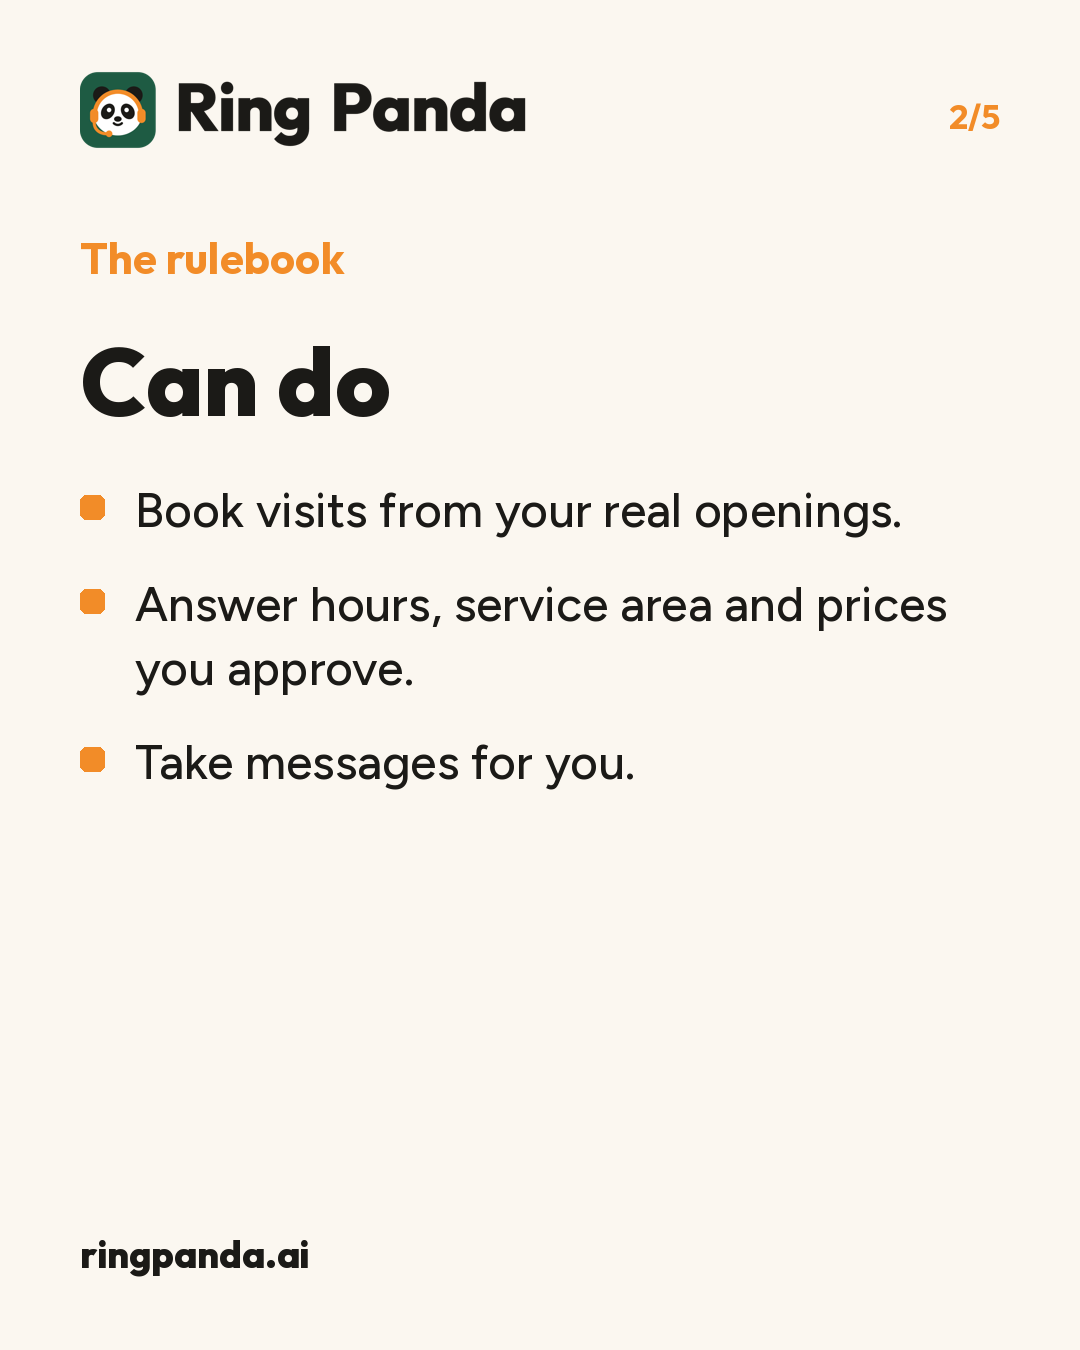 Ring Panda
2/5
The rulebook
Can do
Book visits from your real openings.
Answer hours, service area and prices
you approve.
Take messages for you.
ringpanda.ai